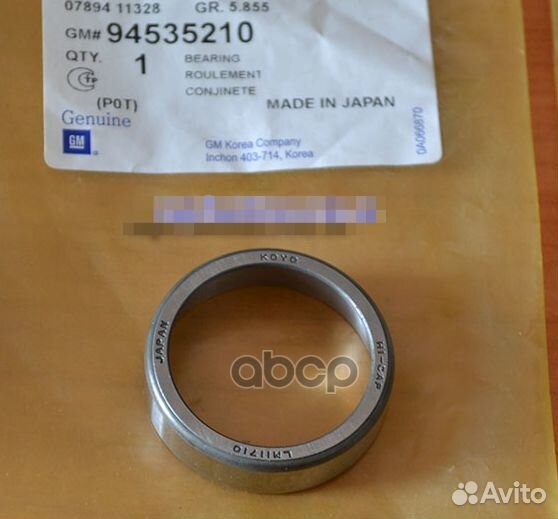 07894 11328 GR. 5.855
GM# 94535210
QTY. 1 BEARING
ROULEMENT
CONJINETE
(P0T) MADE IN JAPAN
Genuine
GM
GM Korea Company
Inchon 403-714, Korea
0A066870
KOYO
JAPAN
HI-CAP
LM11710
abcp
Avito